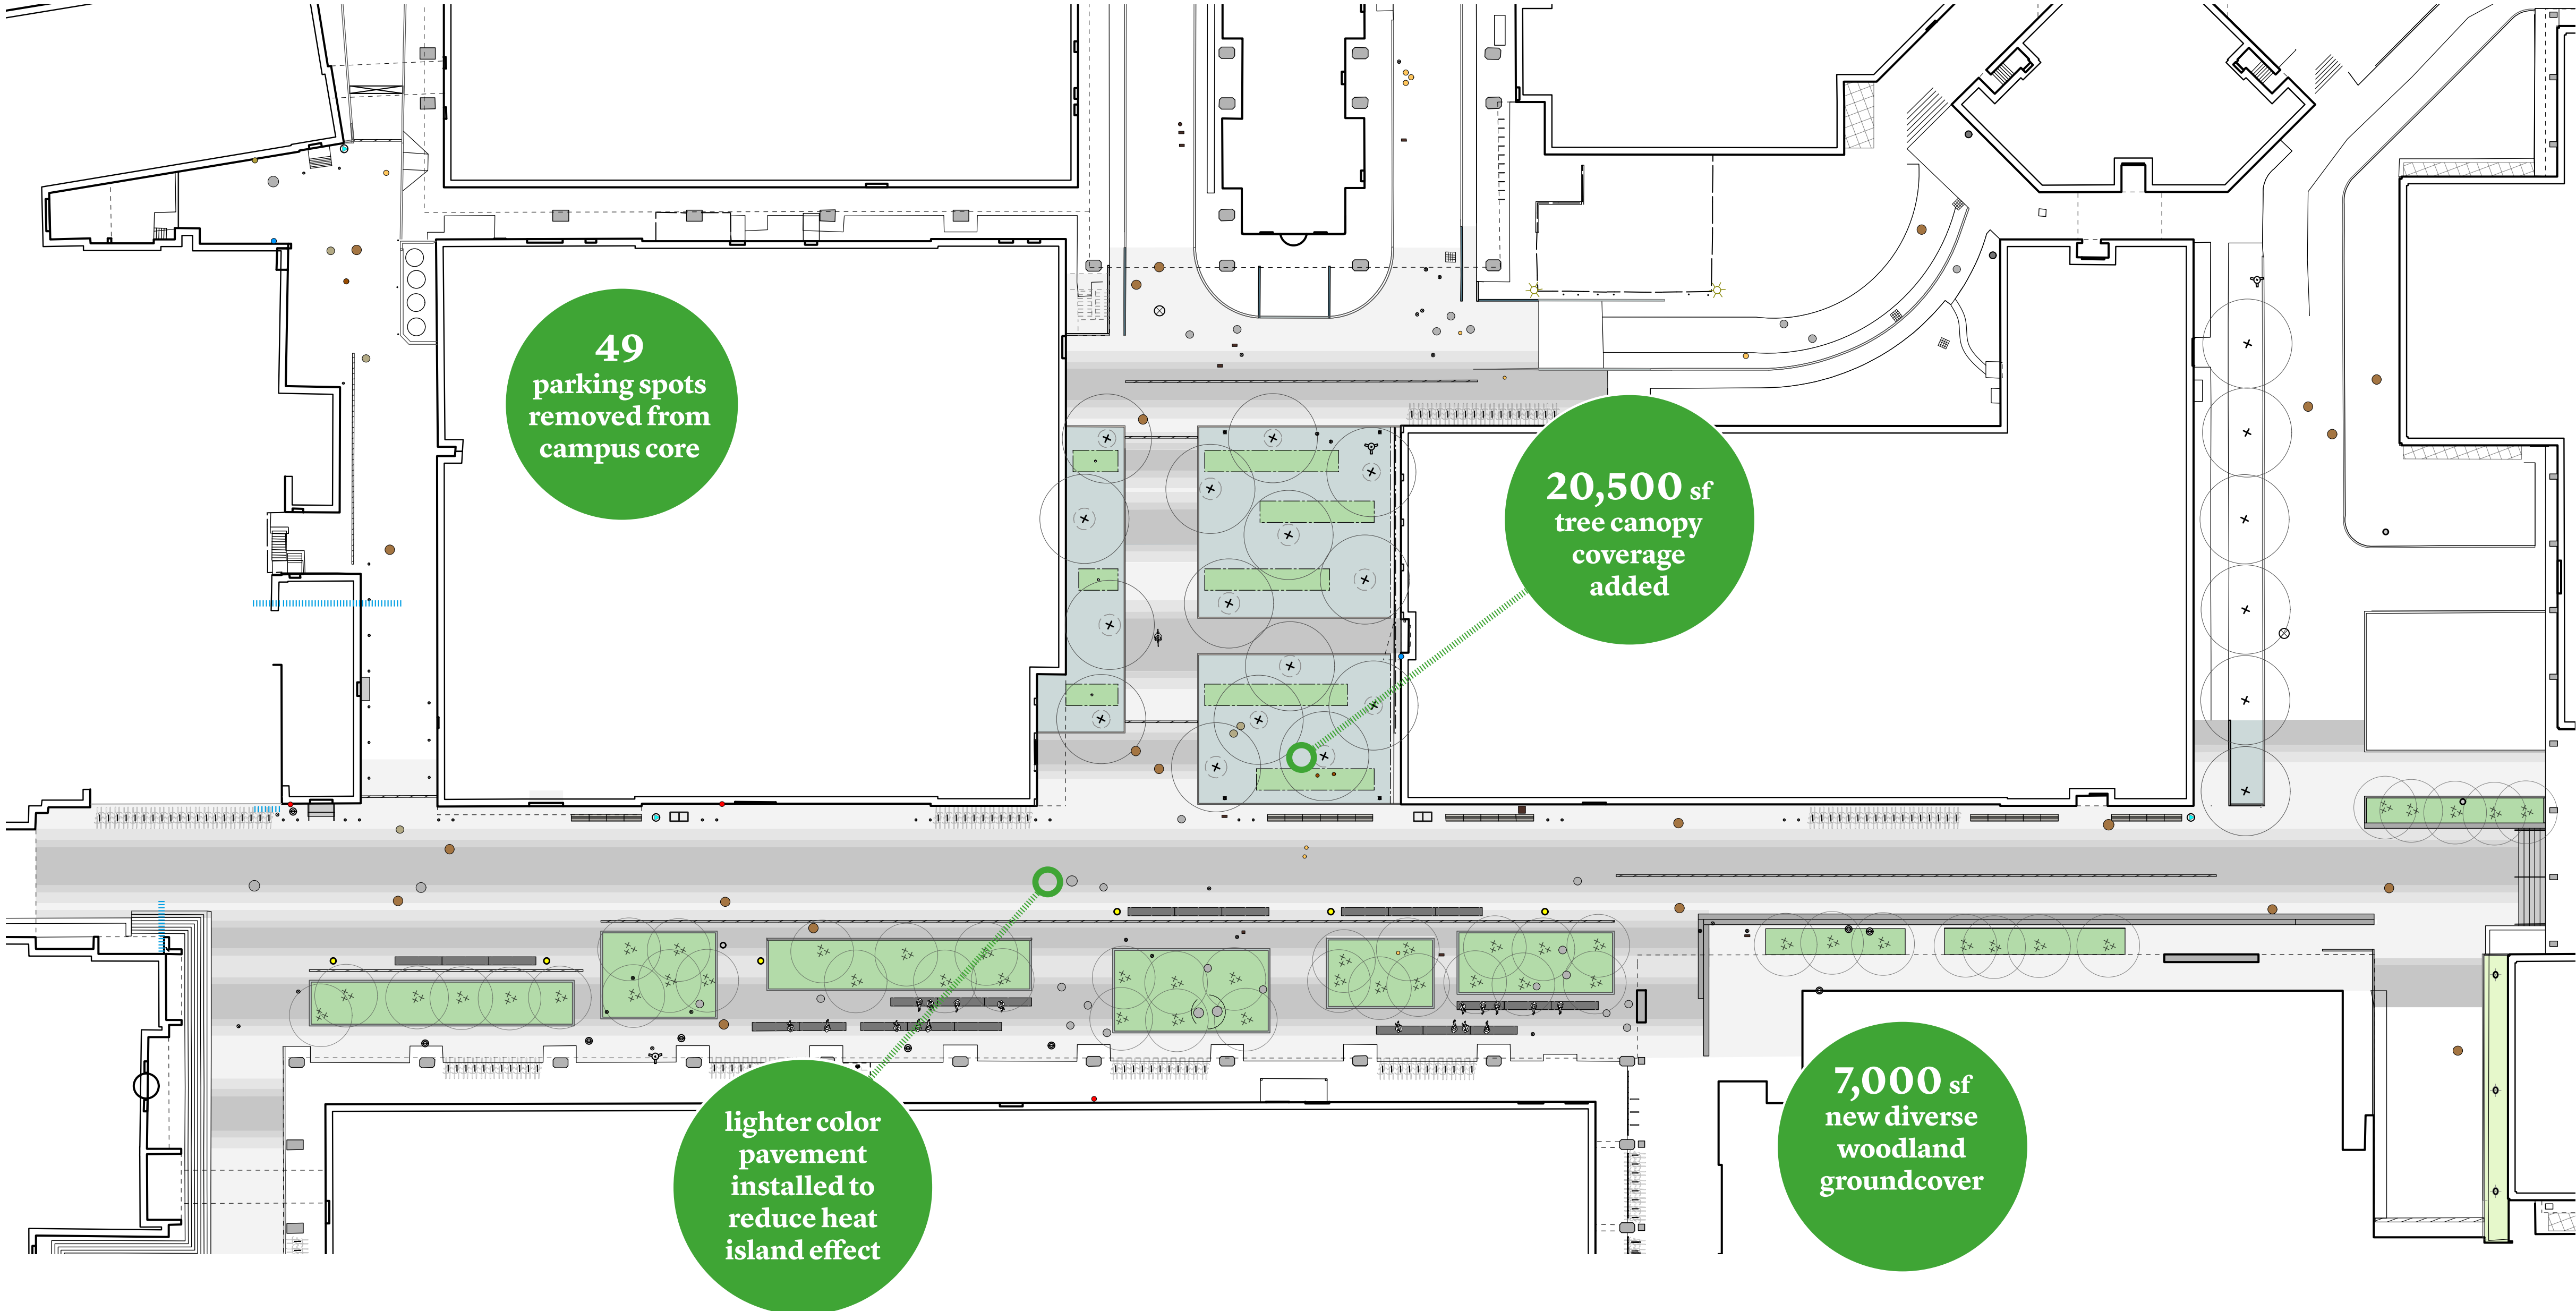 49
parking spots
removed from
campus core
20,500 sf
tree canopy
coverage
added
lighter color
pavement
installed to
reduce heat
island effect
7,000 sf
new diverse
woodland
groundcover